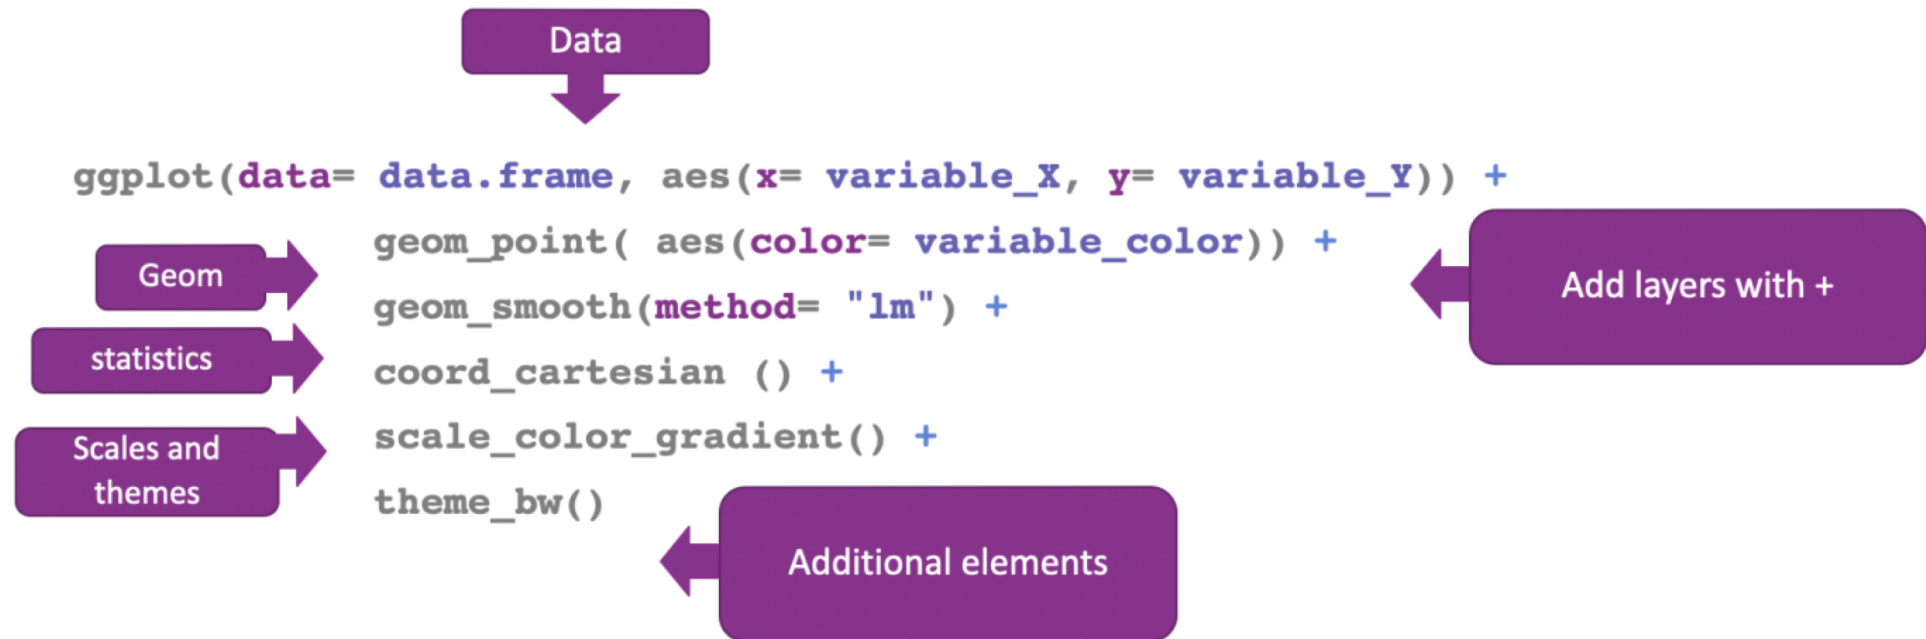 Data
ggplot(data= data.frame, aes(x= variable_X, y= variable_Y)) +
geom_point( aes(color= variable_color)) +
Geom
Add layers with +
geom_smooth(method= "lm") +
statistics
coord_cartesian () +
Scales and
themes
scale_color_gradient() +
theme_bw()
Additional elements